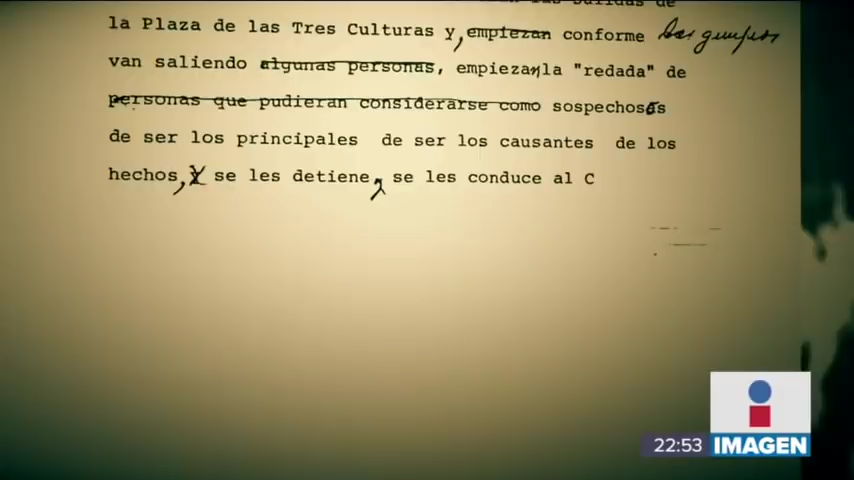 la Plaza de las Tres Culturas y, empiezan conforme los grupos
van saliendo algunas personas, empiezan la "redada" de
personas que pudieran considerarse como sospechosos
de ser los principales de ser los causantes de los
hechos, y se les detiene, se les conduce al C
22:53 IMAGEN